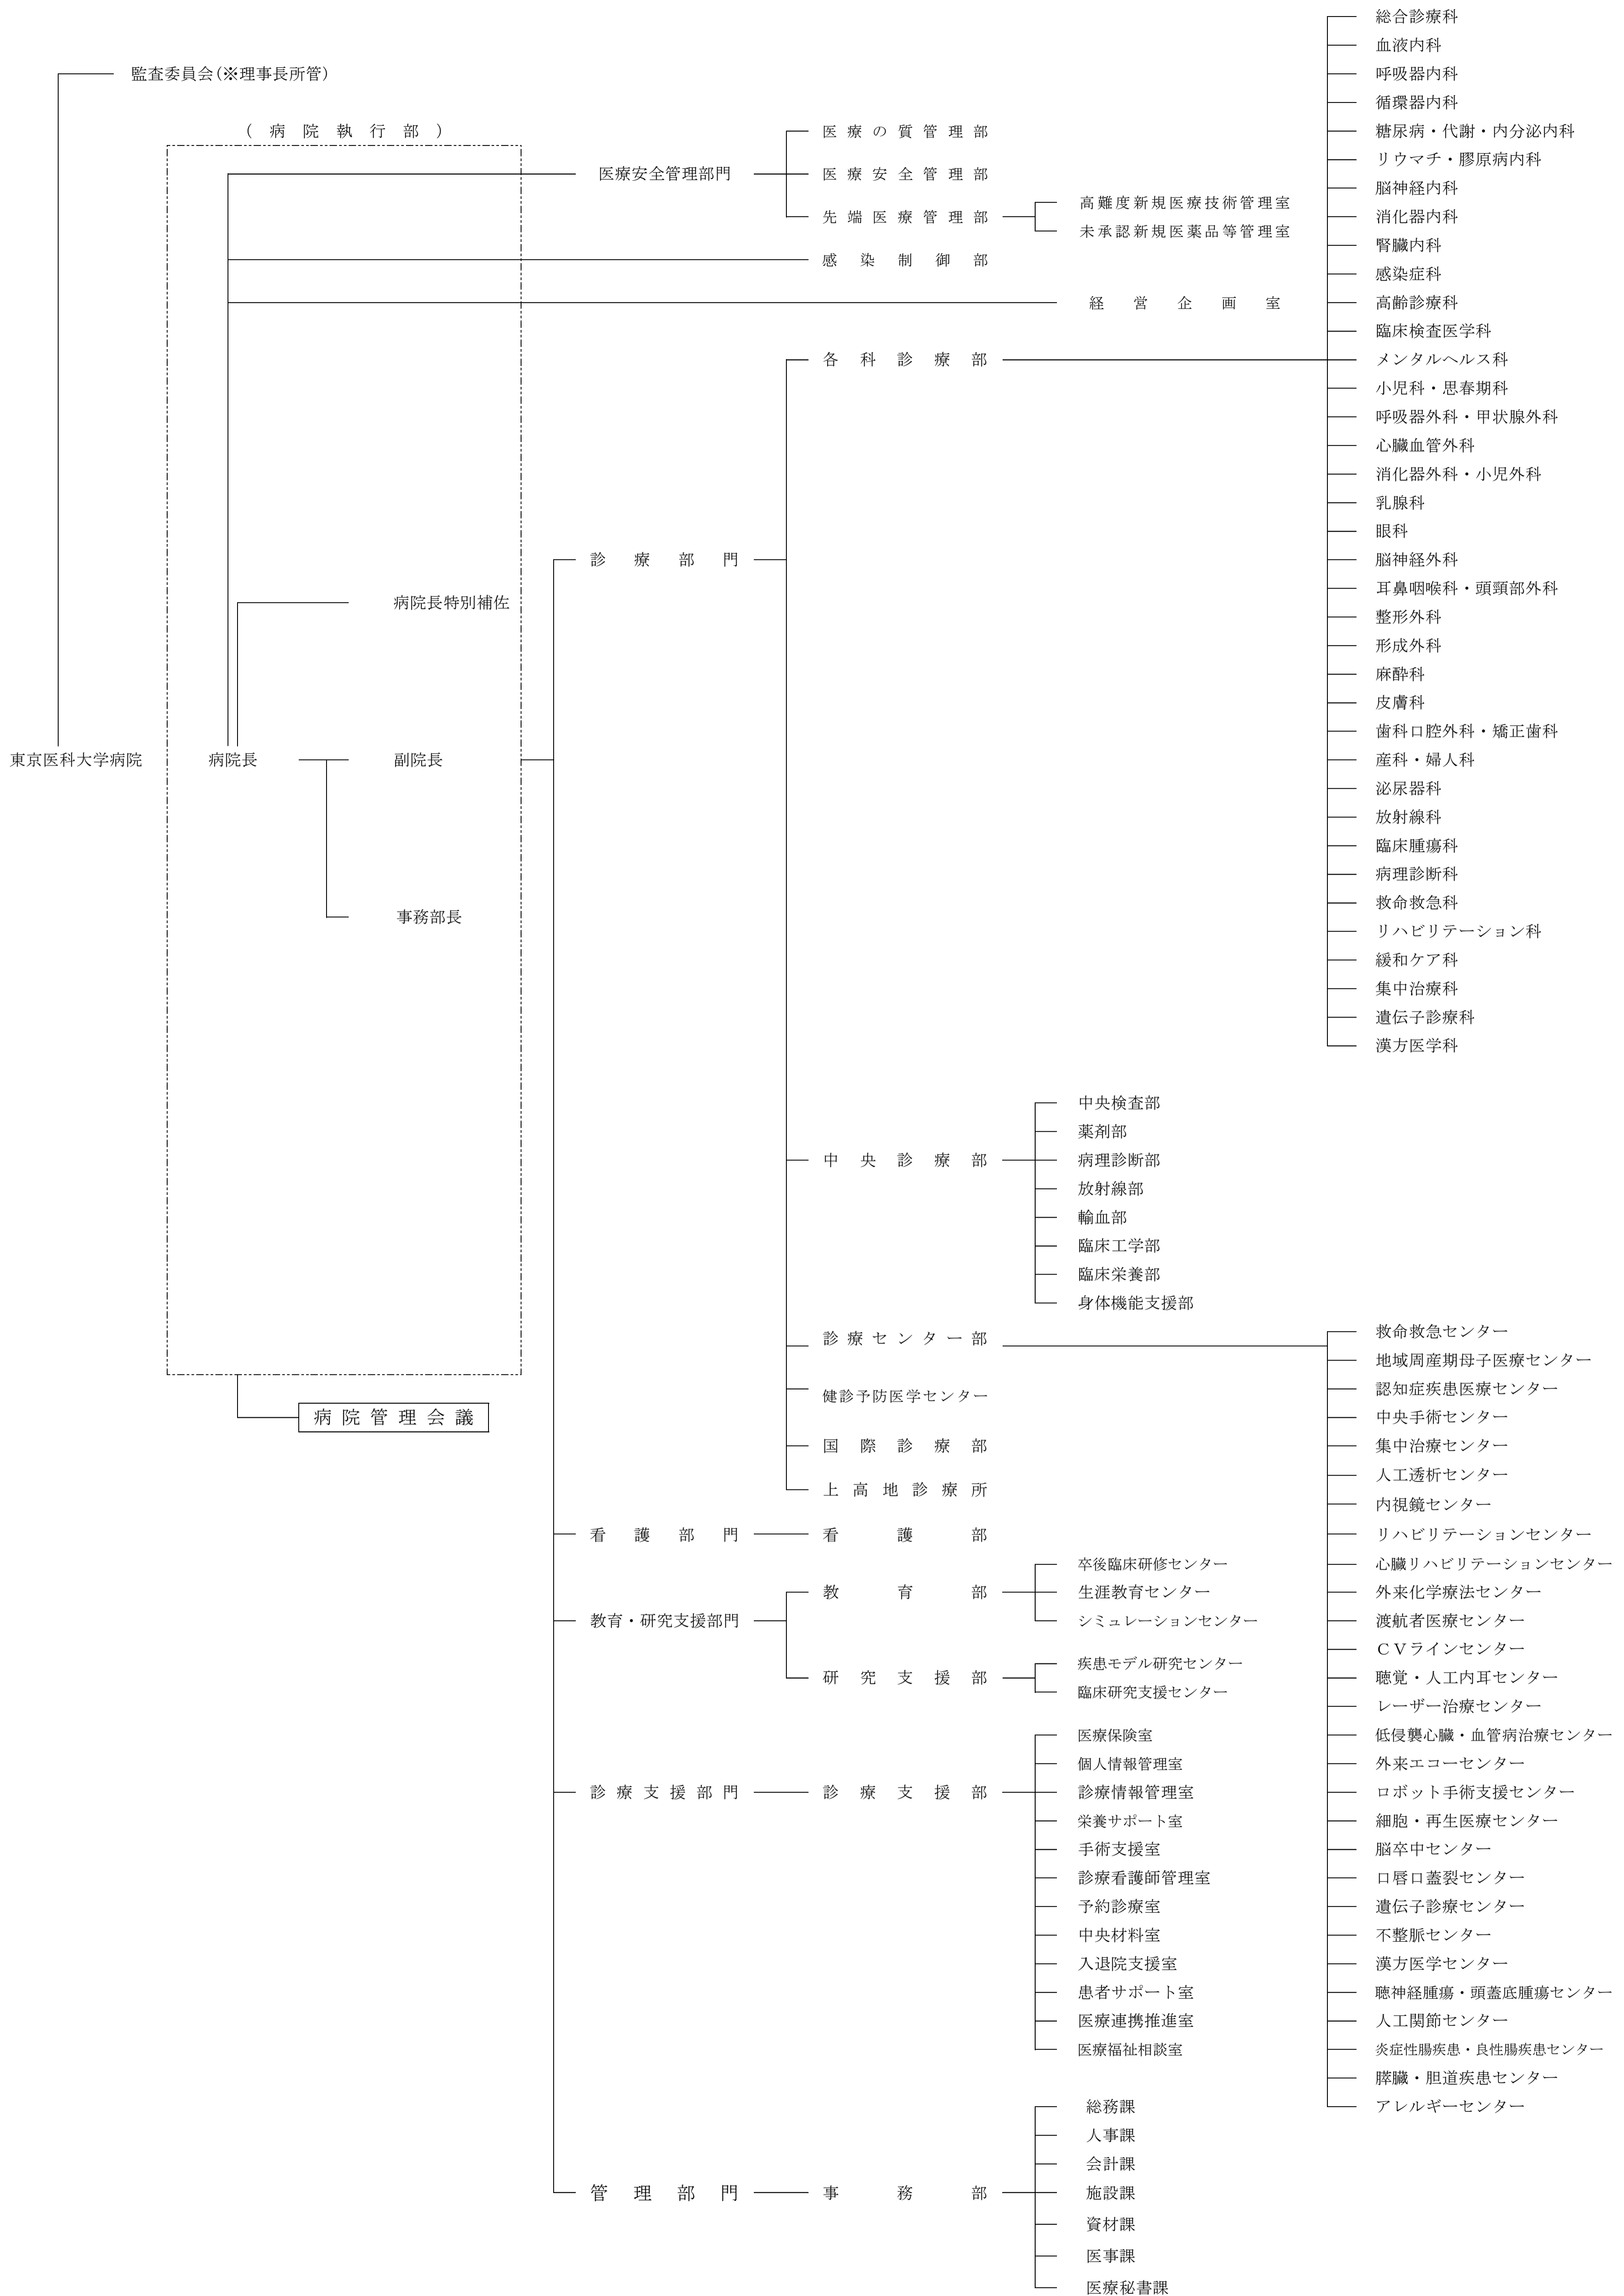 総合診療科
血液内科
監査委員会（※理事長所管）
呼吸器内科
循環器内科
（病院執行部）
医療の質管理部
糖尿病・代謝・内分泌内科
リウマチ・膠原病内科
医療安全管理部門
医療安全管理部
脳神経内科
高難度新規医療技術管理室
先端医療管理部
消化器内科
未承認新規医薬品等管理室
腎臓内科
感染制御部
感染症科
経営企画室
高齢診療科
臨床検査医学科
各科診療部
メンタルヘルス科
小児科・思春期科
呼吸器外科・甲状腺外科
心臓血管外科
消化器外科・小児外科
乳腺科
眼科
診療部門
脳神経外科
耳鼻咽喉科・頭頸部外科
病院長特別補佐
整形外科
形成外科
麻酔科
皮膚科
歯科口腔外科・矯正歯科
東京医科大学病院
病院長
副院長
産科・婦人科
泌尿器科
放射線科
臨床腫瘍科
病理診断科
救命救急科
事務部長
リハビリテーション科
緩和ケア科
集中治療科
遺伝子診療科
漢方医学科
中央検査部
薬剤部
中央診療部
病理診断部
放射線部
輸血部
臨床工学部
臨床栄養部
身体機能支援部
診療センター部
救命救急センター
地域周産期母子医療センター
健診予防医学センター
認知症疾患医療センター
病院管理会議
中央手術センター
国際診療部
集中治療センター
人工透析センター
上高地診療所
内視鏡センター
看護部門
看護部
リハビリテーションセンター
卒後臨床研修センター
心臓リハビリテーションセンター
教育部
生涯教育センター
外来化学療法センター
教育・研究支援部門
シミュレーションセンター
渡航者医療センター
ＣＶラインセンター
疾患モデル研究センター
研究支援部
聴覚・人工内耳センター
臨床研究支援センター
レーザー治療センター
医療保険室
低侵襲心臓・血管病治療センター
個人情報管理室
外来エコーセンター
診療支援部門
診療支援部
診療情報管理室
ロボット手術支援センター
栄養サポート室
細胞・再生医療センター
手術支援室
脳卒中センター
診療看護師管理室
口唇口蓋裂センター
予約診療室
遺伝子診療センター
中央材料室
不整脈センター
入退院支援室
漢方医学センター
患者サポート室
聴神経腫瘍・頭蓋底腫瘍センター
医療連携推進室
人工関節センター
医療福祉相談室
炎症性腸疾患・良性腸疾患センター
膵臓・胆道疾患センター
総務課
アレルギーセンター
人事課
会計課
管理部門
事務部
施設課
資材課
医事課
医療秘書課